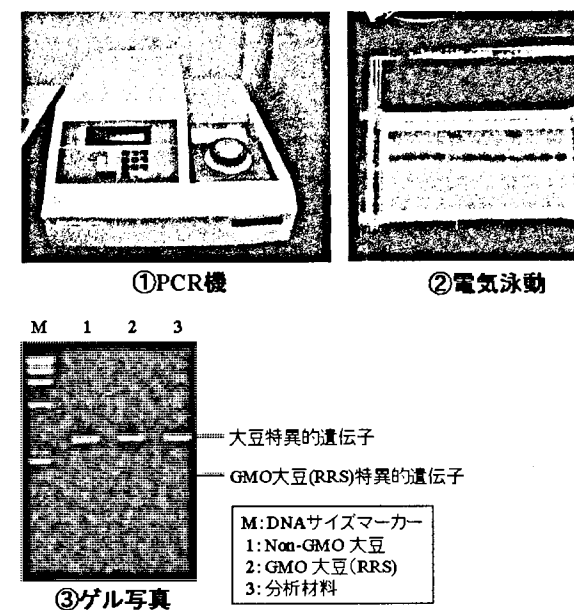 ①PCR機
②電気泳動
M 1 2 3
大豆特異的遺伝子
GMO大豆(RRS)特異的遺伝子
M:DNAサイズマーカー
1:Non-GMO 大豆
2:GMO 大豆(RRS)
3:分析材料
③ゲル写真